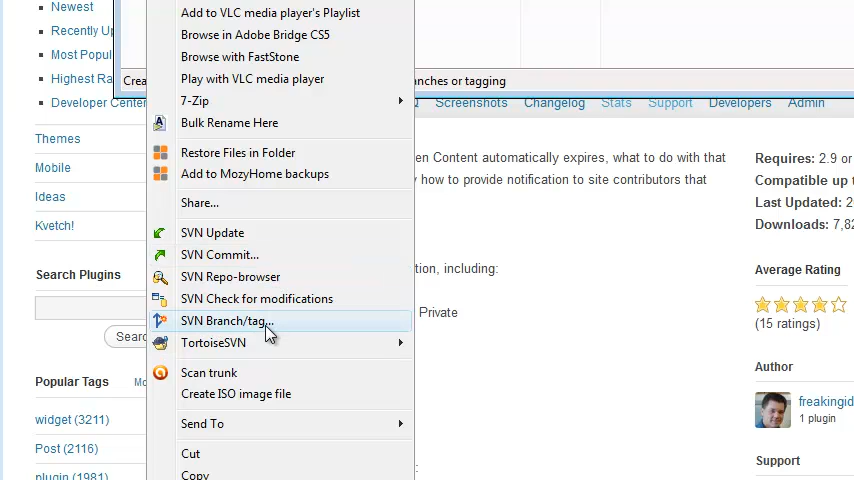 Newest
Recently Up
Most Popul
Highest Ra
Developer Center
Themes
Mobile
Ideas
Kvetch!
Search Plugins
Searc
Popular Tags
Mo
widget (3211)
Post (2116)
plugin (1981)
Crea
Add to VLC media player's Playlist
Browse in Adobe Bridge CS5
Browse with FastStone
Play with VLC media player
7-Zip
Bulk Rename Here
Restore Files in Folder
Add to MozyHome backups
Share...
SVN Update
SVN Commit...
SVN Repo-browser
SVN Check for modifications
SVN Branch/tag...
TortoiseSVN
Scan trunk
Create ISO image file
Send To
Cut
Copy
anches or tagging
Screenshots
Changelog
Stats
Support
Developers
Admin
en Content automatically expires, what to do with that
y how to provide notification to site contributors that
tion, including:
Private
:
Requires: 2.9 or
Compatible up t
Last Updated: 2
Downloads: 7,82
Average Rating
(15 ratings)
Author
freakingid
1 plugin
Support